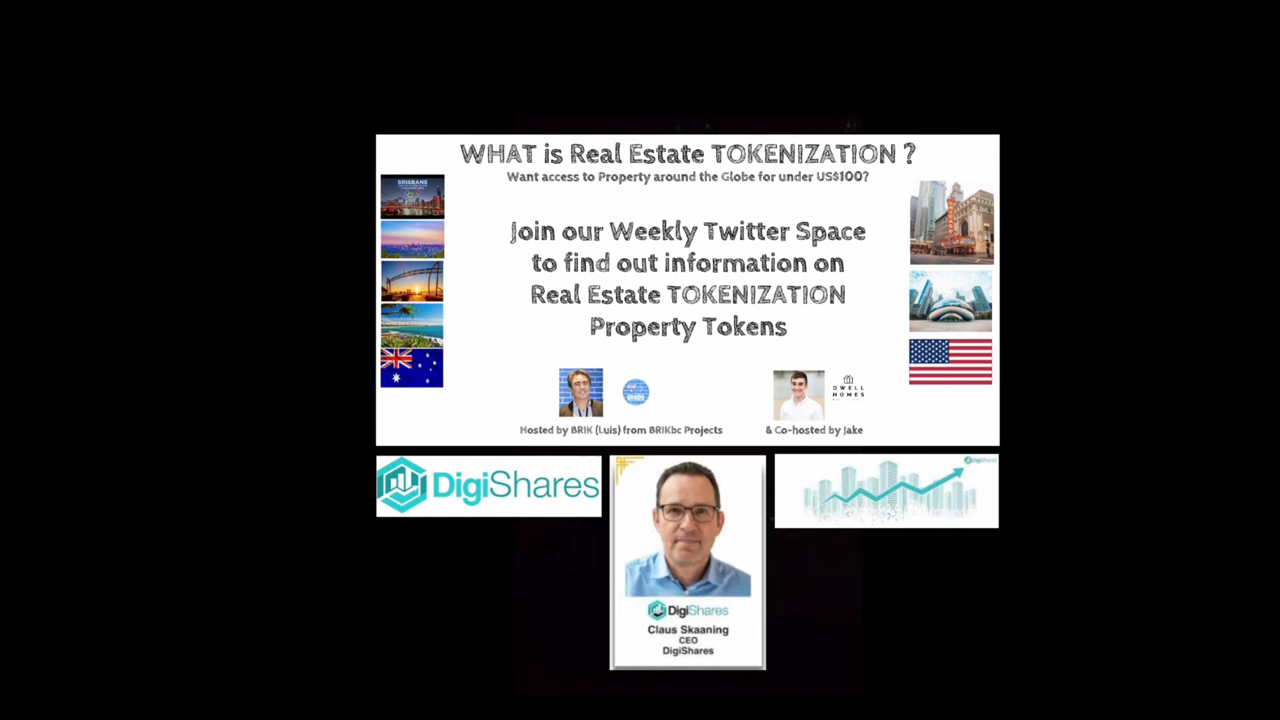 WHAT is Real Estate TOKENIZATION ?
Want access to Property around the Globe for under US$100?
BRISBANE
Join our Weekly Twitter Space
to find out information on
Real Estate TOKENIZATION
Property Tokens
DWELL
HOMES
Hosted by BRIK (Luis) from BRIKbc Projects
& Co-hosted by Jake
DigiShares
DigiShares
DigiShares
Claus Skaaning
CEO
DigiShares